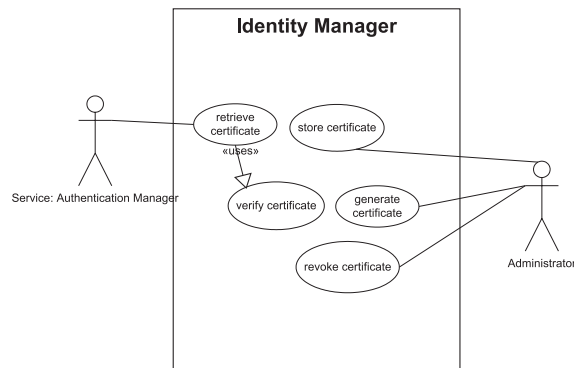 Identity Manager
retrieve
certificate
«uses»
store certificate
Service: Authentication Manager
verify certificate
generate
certificate
revoke certificate
Administrator